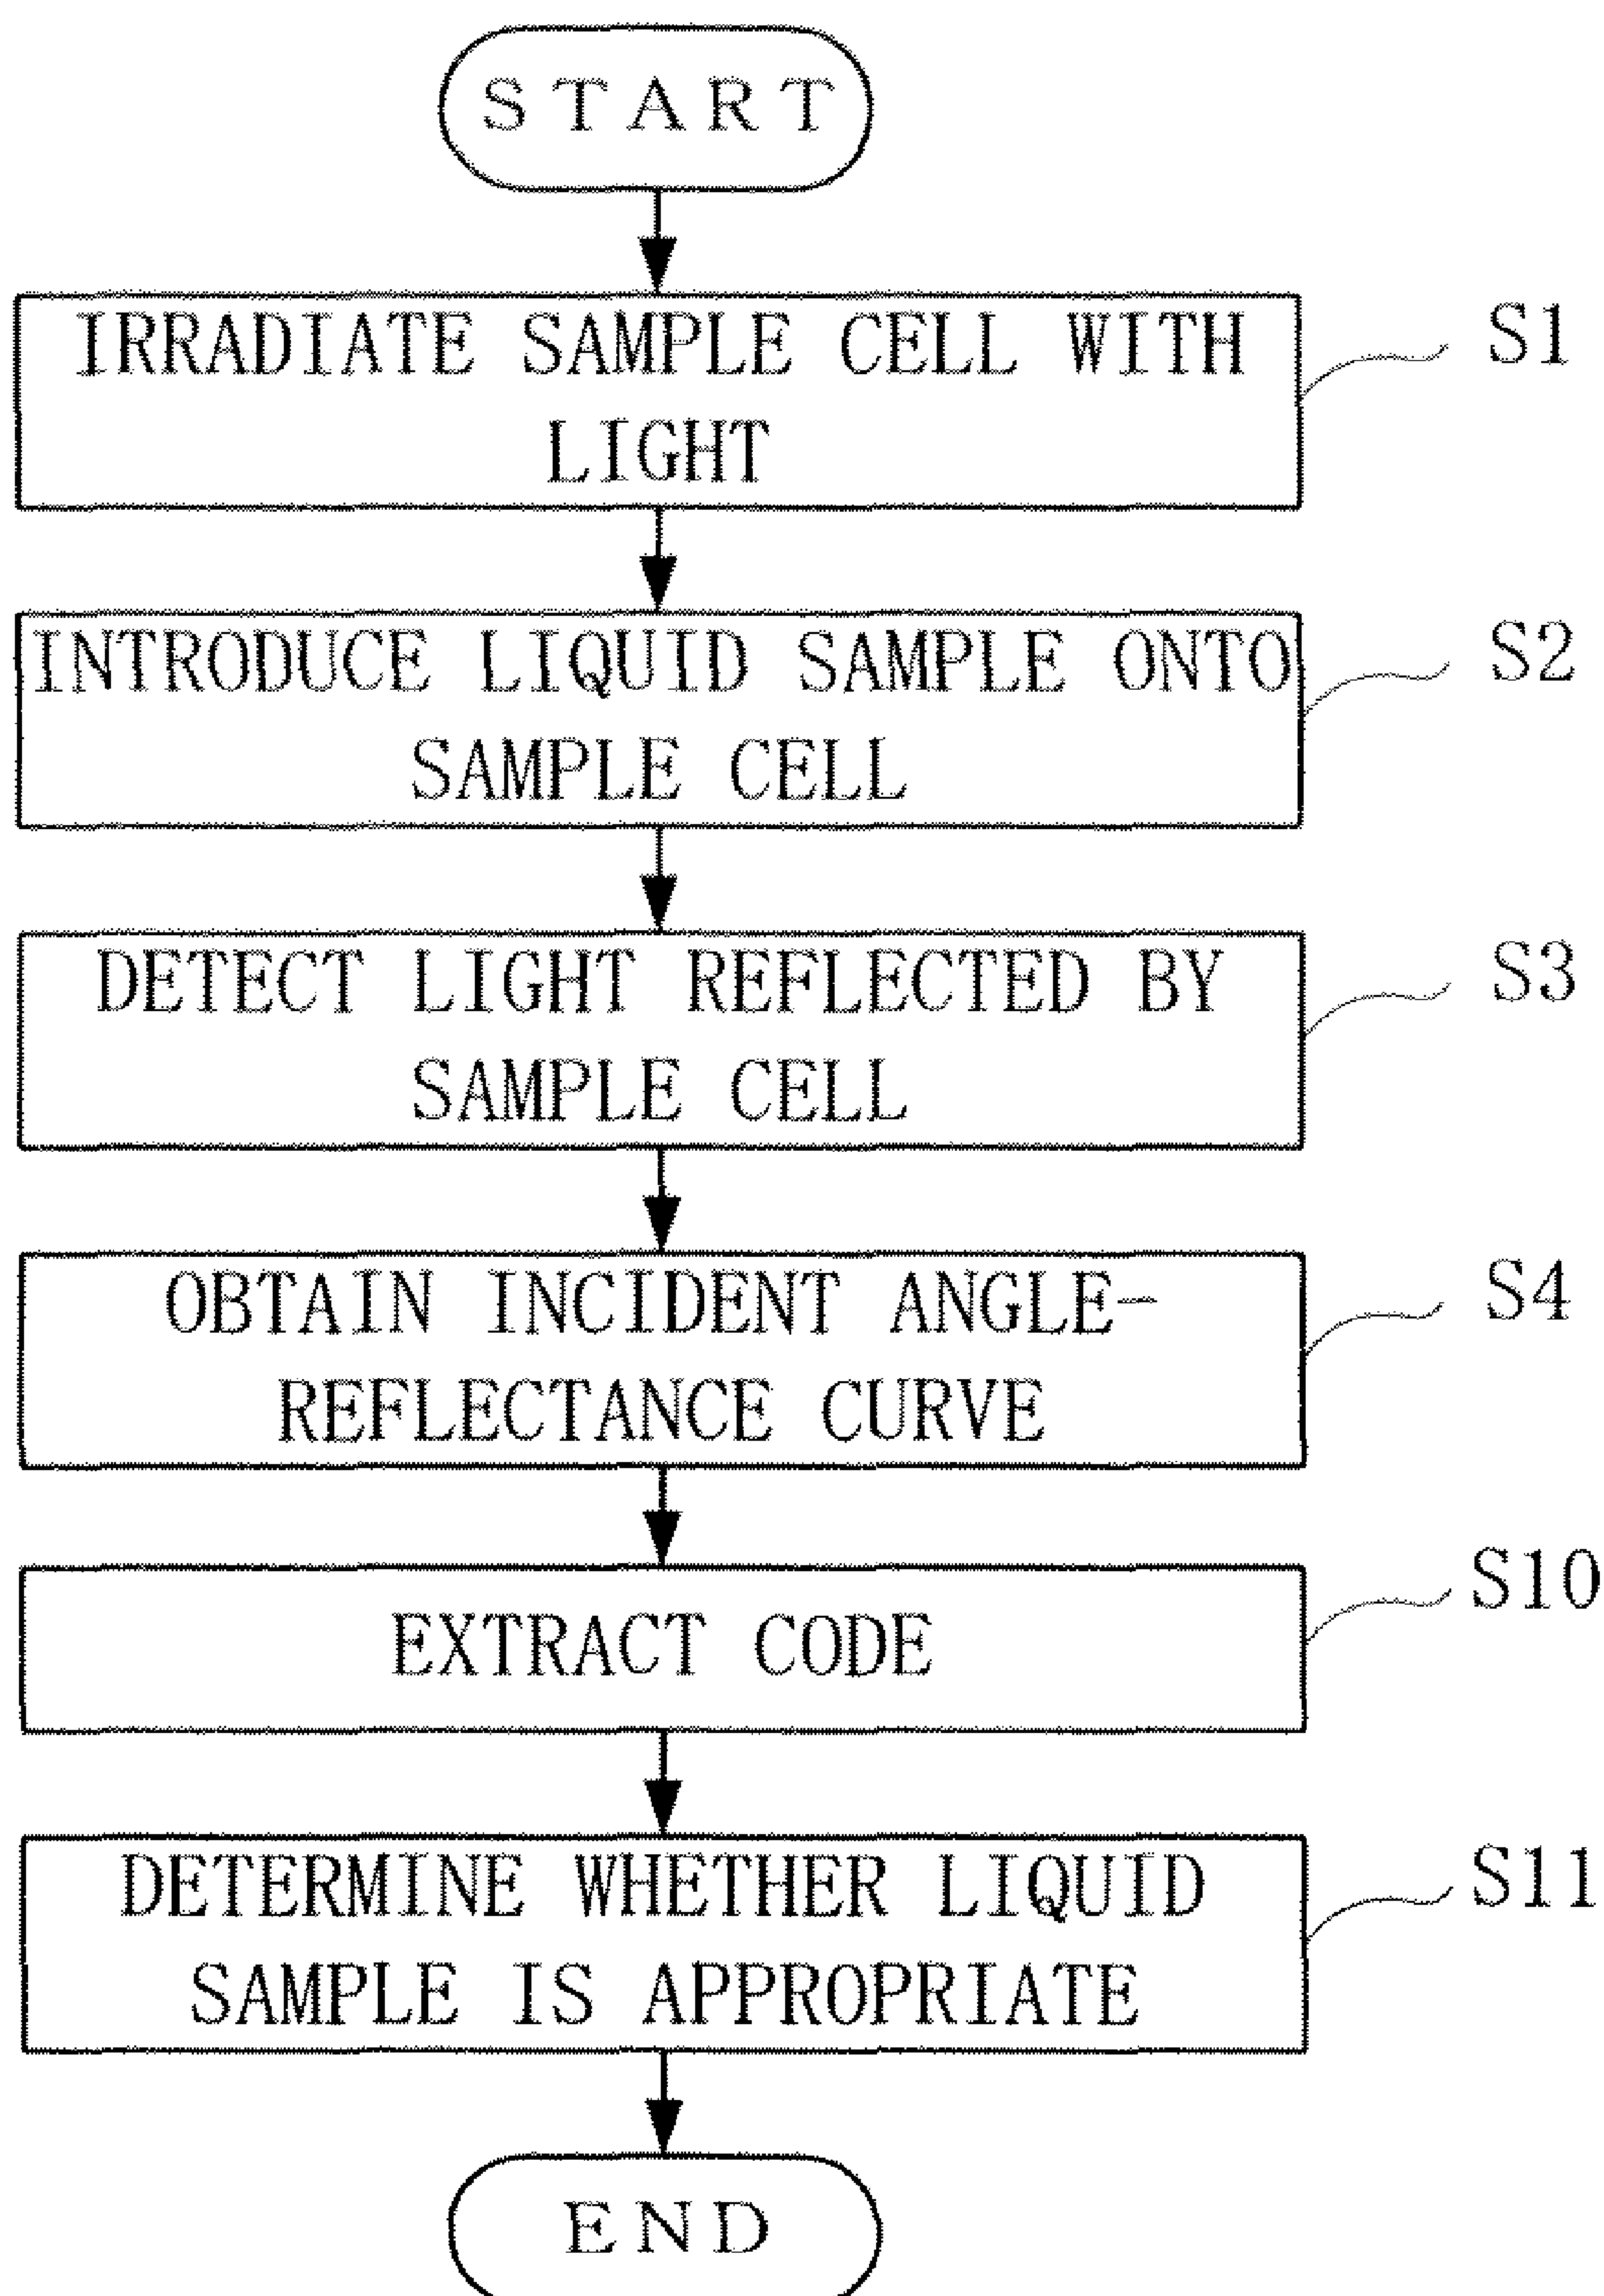 START
IRRADIATE SAMPLE CELL WITH
LIGHT
S1
INTRODUCE LIQUID SAMPLE ONTO
SAMPLE CELL
S2
DETECT LIGHT REFLECTED BY
SAMPLE CELL
S3
OBTAIN INCIDENT ANGLE-
REFLECTANCE CURVE
S4
EXTRACT CODE
S10
DETERMINE WHETHER LIQUID
SAMPLE IS APPROPRIATE
S11
END